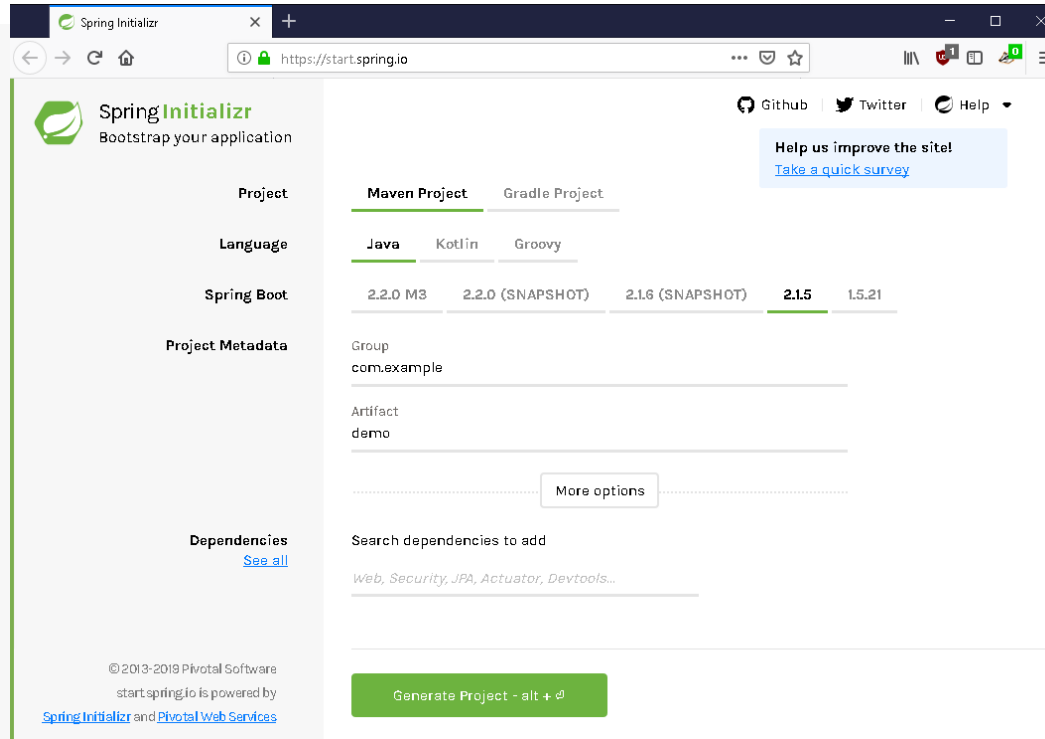 Spring Initializr
https://start.spring.io
1
0
Spring Initializr
Bootstrap your application
Github
Twitter
Help
Help us improve the site!
Take a quick survey
Project
Maven Project
Gradle Project
Language
Java
Kotlin
Groovy
Spring Boot
2.2.0 M3
2.2.0 (SNAPSHOT)
2.1.6 (SNAPSHOT)
2.1.5
1.5.21
Project Metadata
Group
com.example
Artifact
demo
More options
Dependencies
See all
Search dependencies to add
Web, Security, JPA, Actuator, Devtools...
© 2013-2019 Pivotal Software
start.spring.io is powered by
Spring Initializr and Pivotal Web Services
Generate Project - alt + ⏎